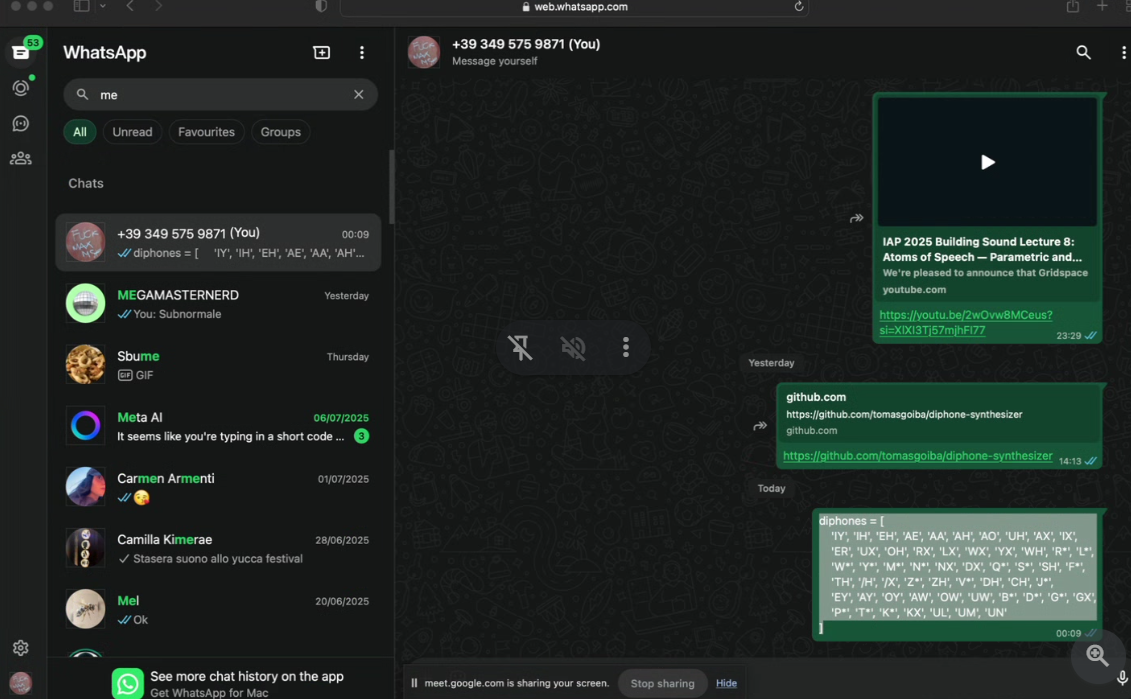 web.whatsapp.com
53
WhatsApp
me
All
Unread
Favourites
Groups
Chats
+39 349 575 9871 (You)
00:09
diphones = [ 'IY', 'IH', 'EH', 'AE', 'AA', 'AH'...
MEGAMASTERNERD
Yesterday
You: Subnormale
Sbume
Thursday
GIF GIF
Meta AI
06/07/2025
It seems like you're typing in a short code ...
3
Carmen Armenti
01/07/2025
😘
Camilla Kimerae
28/06/2025
Stasera suono allo yucca festival
Mel
20/06/2025
Ok
See more chat history on the app
Get WhatsApp for Mac
+39 349 575 9871 (You)
Message yourself
IAP 2025 Building Sound Lecture 8:
Atoms of Speech — Parametric and...
We're pleased to announce that Gridspace
youtube.com
https://youtu.be/2wOvw8MCeus?
si=XIXI3Tj57mjhFI77
23:29
Yesterday
github.com
https://github.com/tomasgoiba/diphone-synthesizer
github.com
https://github.com/tomasgoiba/diphone-synthesizer
14:13
Today
diphones = [
'IY', 'IH', 'EH', 'AE', 'AA', 'AH', 'AO', 'UH', 'AX', 'IX',
'ER', 'UX', 'OH', 'RX', 'LX', 'WX', 'YX', 'WH', 'R*', 'L*',
'W*', 'Y*', 'M*', 'N*', 'NX', 'DX', 'Q*', 'S*', 'SH', 'F*',
'TH', '/H', '/X', 'Z*', 'ZH', 'V*', 'DH', 'CH', 'J*',
'EY', 'AY', 'OY', 'AW', 'OW', 'UW', 'B*', 'D*', 'G*', 'GX',
'P*', 'T*', 'K*', 'KX', 'UL', 'UM', 'UN'
]
00:09
meet.google.com is sharing your screen.
Stop sharing
Hide